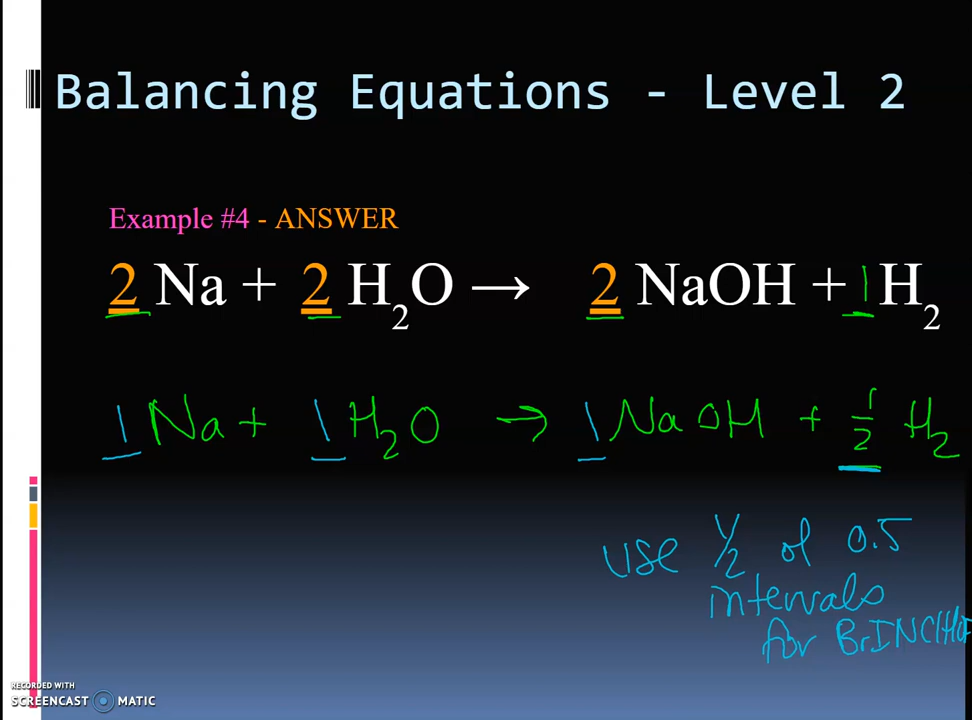 Balancing Equations - Level 2
Example #4 - ANSWER
2 Na + 2 H₂O → 2 NaOH + 1 H₂
1 Na + 1 H₂O → 1 NaOH + ½ H₂
use 1/2 of 0.5
intervals
for BrINClHOF
RECORDED WITH
SCREENCAST MATIC